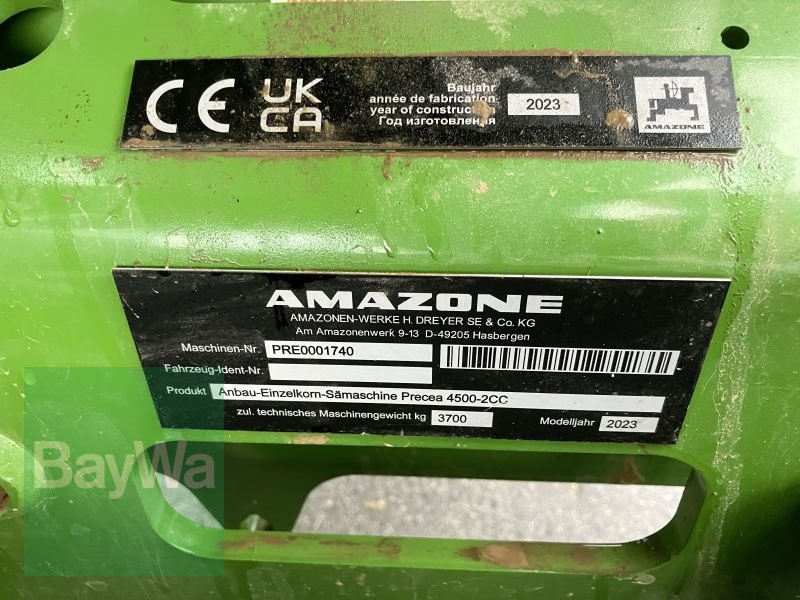 CE UK CA
Baujahr
année de fabrication
year of construction
Год изготовления
2023
AMAZONE
AMAZONE
AMAZONEN-WERKE H. DREYER SE & Co. KG
Am Amazonenwerk 9-13 D-49205 Hasbergen
Maschinen-Nr. PRE0001740
Fahrzeug-Ident-Nr.
Produkt Anbau-Einzelkorn-Sämaschine Precea 4500-2CC
zul. technisches Maschinengewicht kg 3700 Modelljahr 2023
BayWa